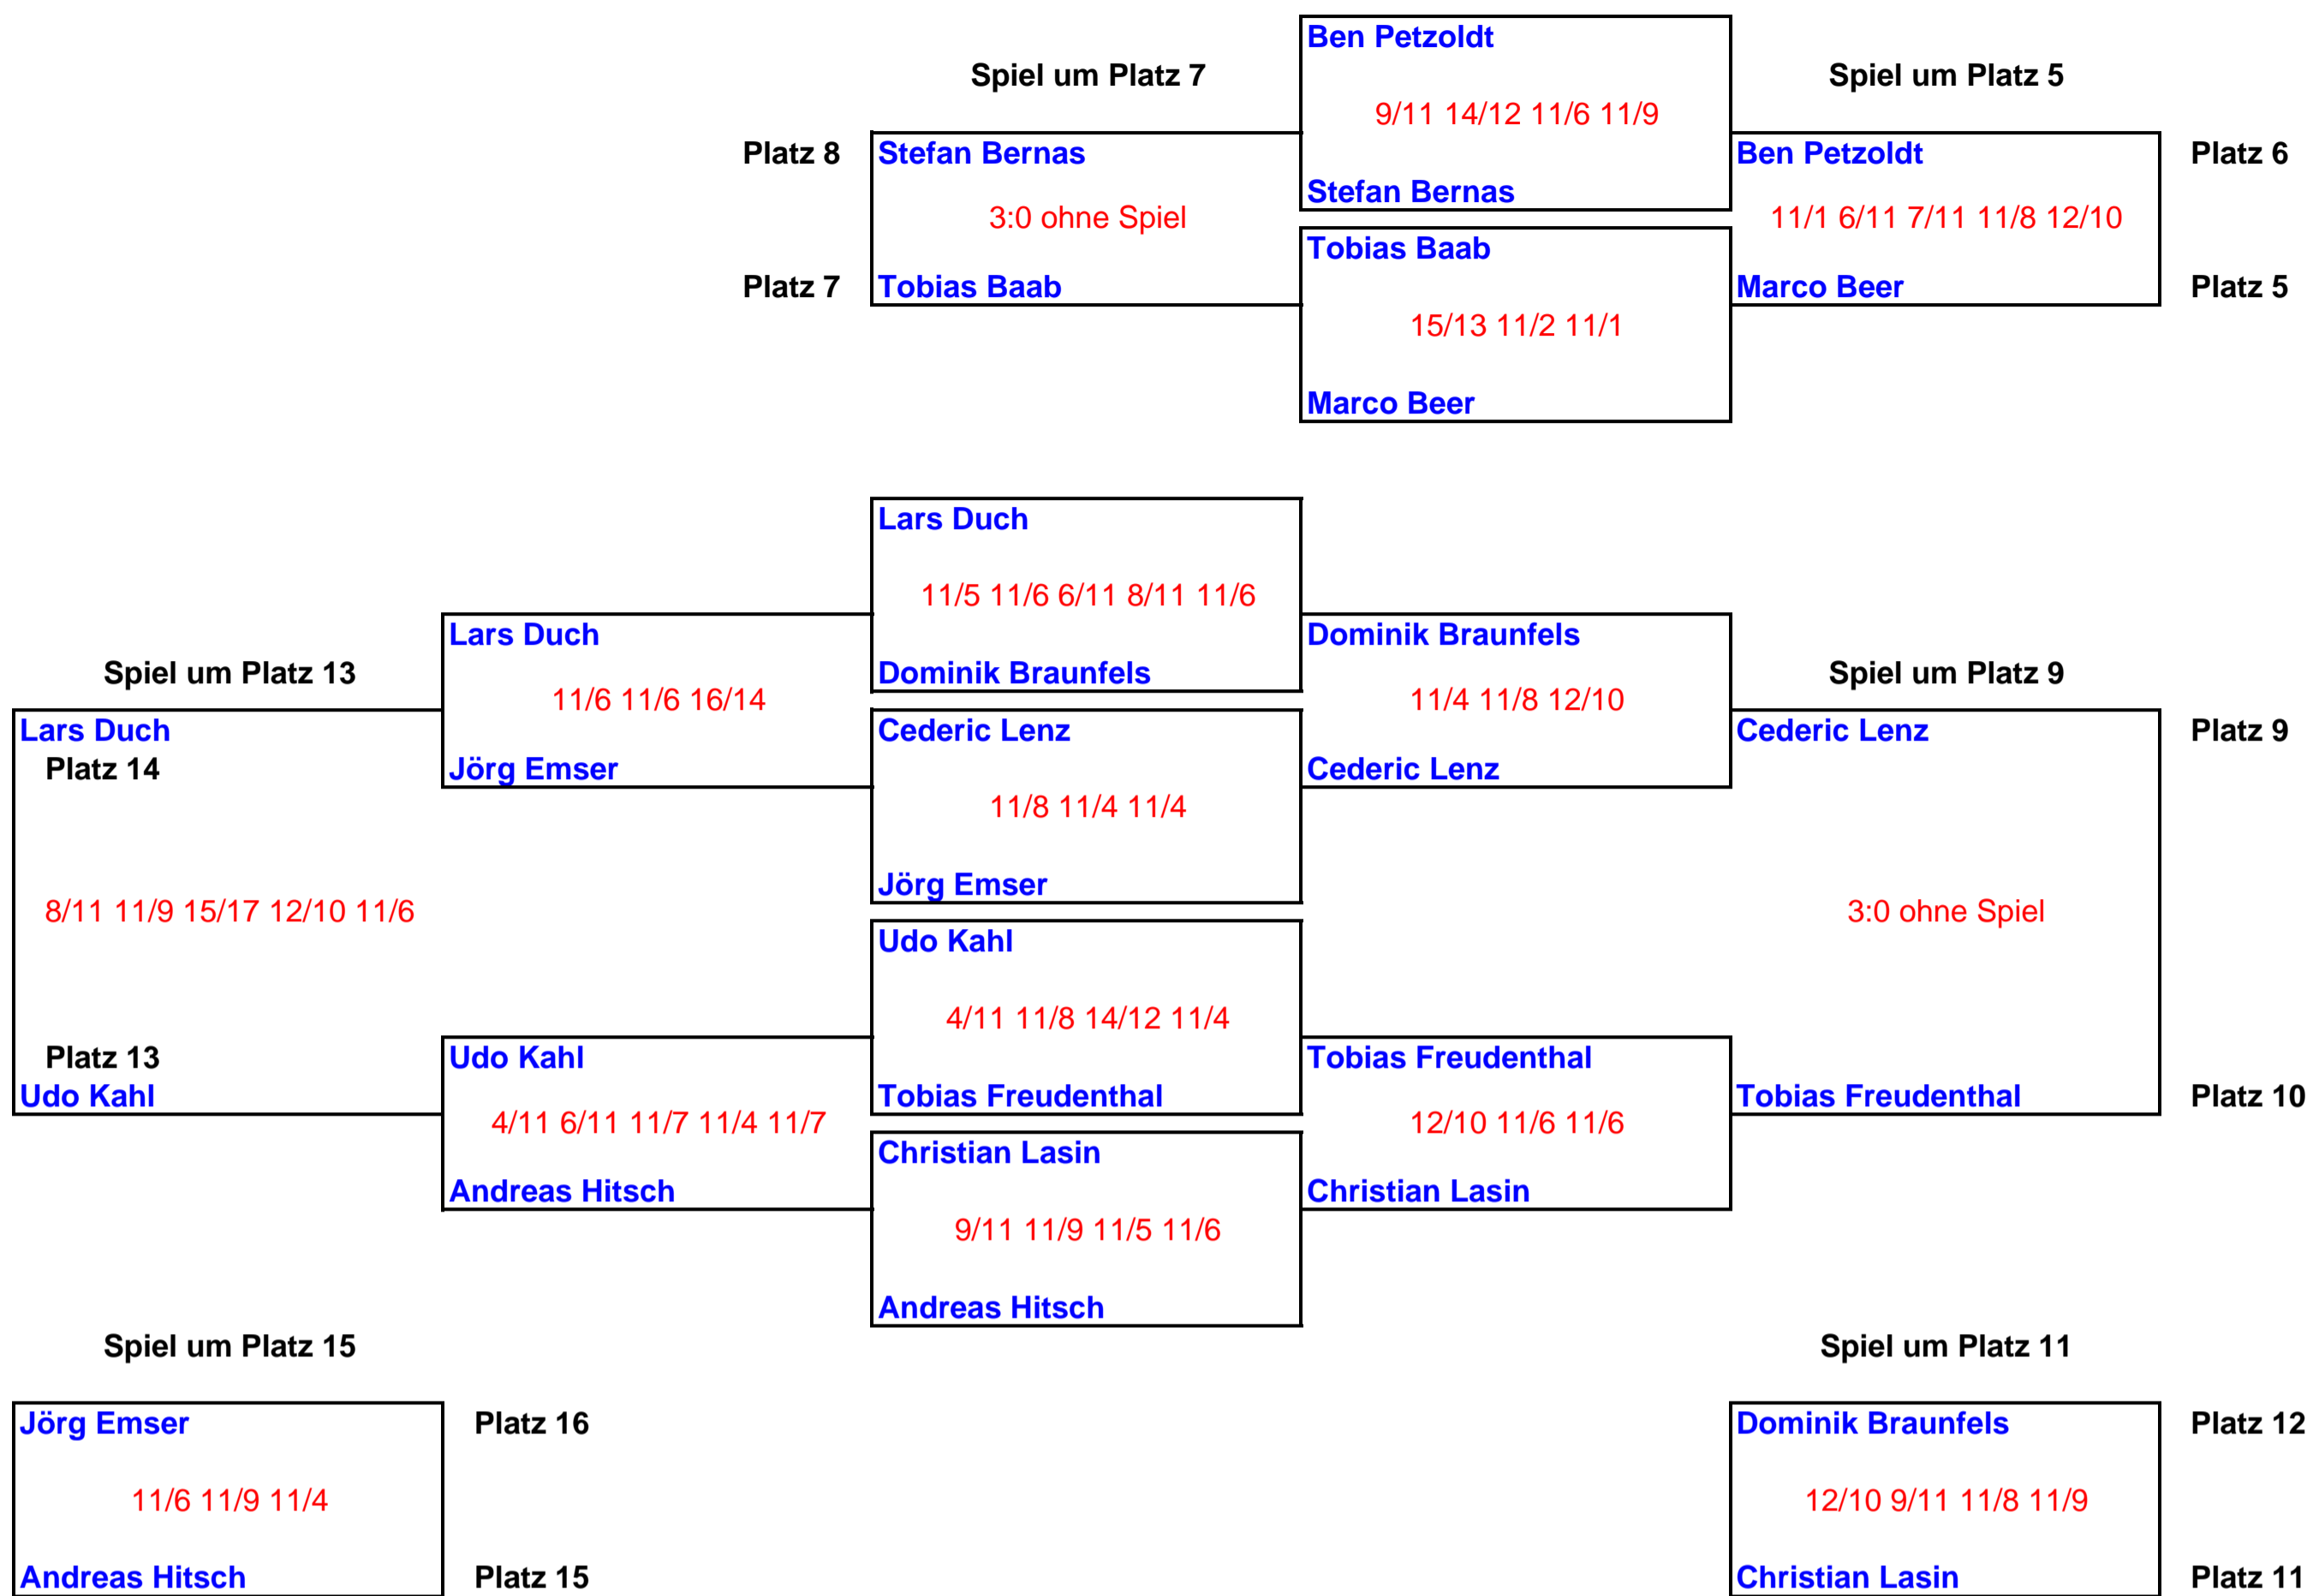 Ben Petzoldt
Spiel um Platz 7
Spiel um Platz 5
9/11 14/12 11/6 11/9
Platz 8
Stefan Bernas
Ben Petzoldt
Platz 6
Stefan Bernas
3:0 ohne Spiel
11/1 6/11 7/11 11/8 12/10
Tobias Baab
Platz 7
Tobias Baab
Marco Beer
Platz 5
15/13 11/2 11/1
Marco Beer
Lars Duch
11/5 11/6 6/11 8/11 11/6
Lars Duch
Dominik Braunfels
Spiel um Platz 13
Dominik Braunfels
Spiel um Platz 9
11/6 11/6 16/14
11/4 11/8 12/10
Lars Duch
Cederic Lenz
Cederic Lenz
Platz 9
Platz 14
Jörg Emser
Cederic Lenz
11/8 11/4 11/4
Jörg Emser
8/11 11/9 15/17 12/10 11/6
3:0 ohne Spiel
Udo Kahl
4/11 11/8 14/12 11/4
Platz 13
Udo Kahl
Tobias Freudenthal
Udo Kahl
Tobias Freudenthal
Tobias Freudenthal
Platz 10
4/11 6/11 11/7 11/4 11/7
12/10 11/6 11/6
Christian Lasin
Andreas Hitsch
Christian Lasin
9/11 11/9 11/5 11/6
Andreas Hitsch
Spiel um Platz 15
Spiel um Platz 11
Jörg Emser
Platz 16
Dominik Braunfels
Platz 12
11/6 11/9 11/4
12/10 9/11 11/8 11/9
Andreas Hitsch
Platz 15
Christian Lasin
Platz 11